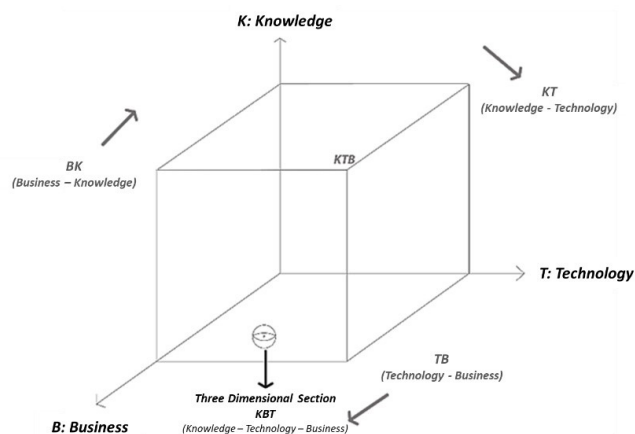 K: Knowledge
KT
(Knowledge - Technology)
BK
(Business – Knowledge)
KTB
T: Technology
TB
(Technology - Business)
Three Dimensional Section
KBT
(Knowledge – Technology – Business)
B: Business